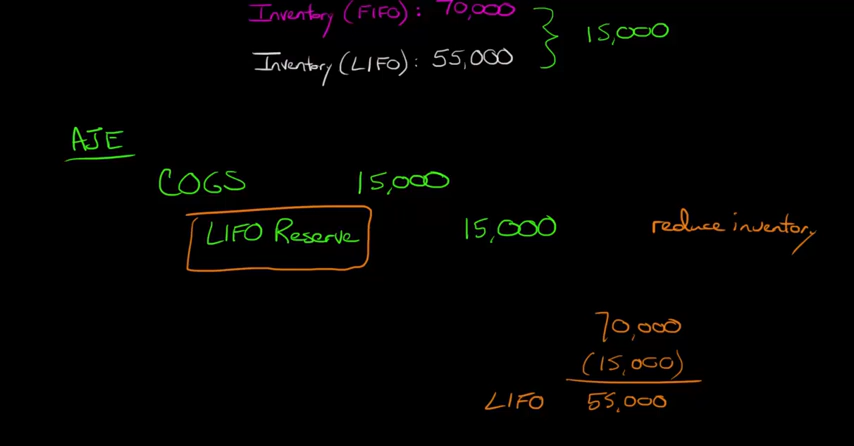 Inventory (FIFO): 70,000
15,000
Inventory (LIFO): 55,000
AJE
COGS 15,000
LIFO Reserve 15,000 reduce inventory
70,000
(15,000)
LIFO 55,000